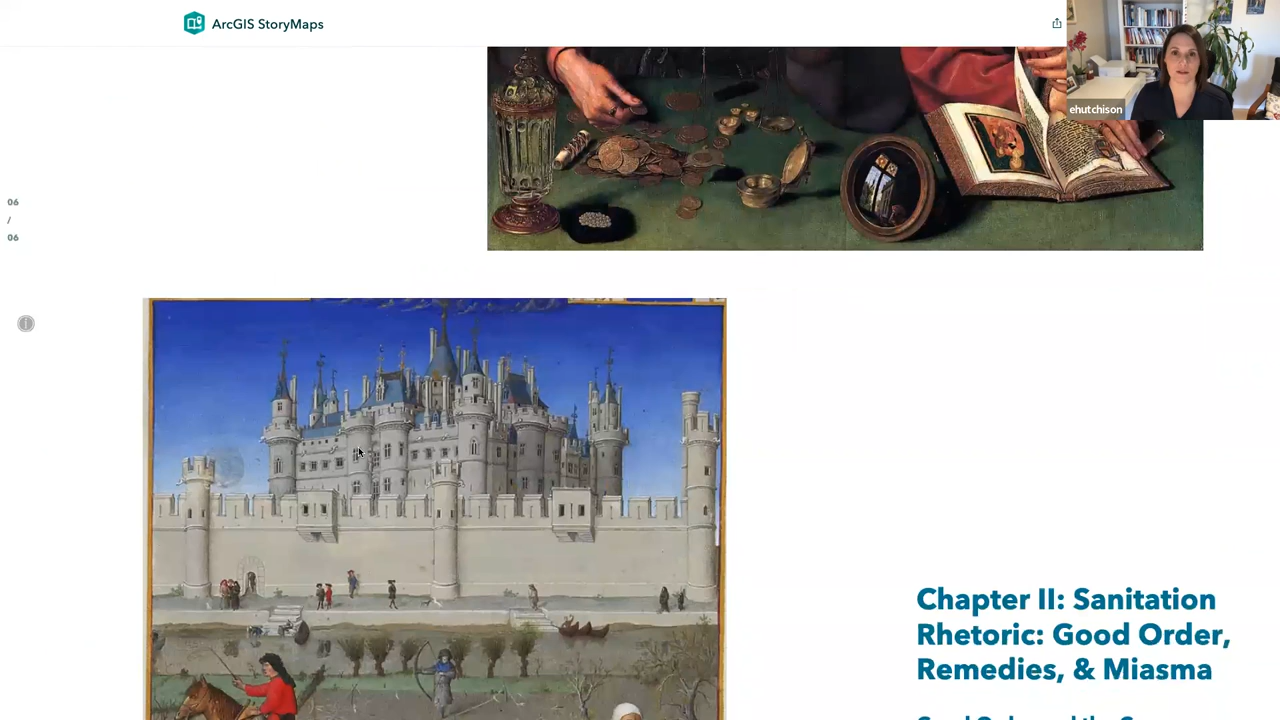 ArcGIS StoryMaps
ehutchison
06
/
06
Chapter II: Sanitation
Rhetoric: Good Order,
Remedies, & Miasma